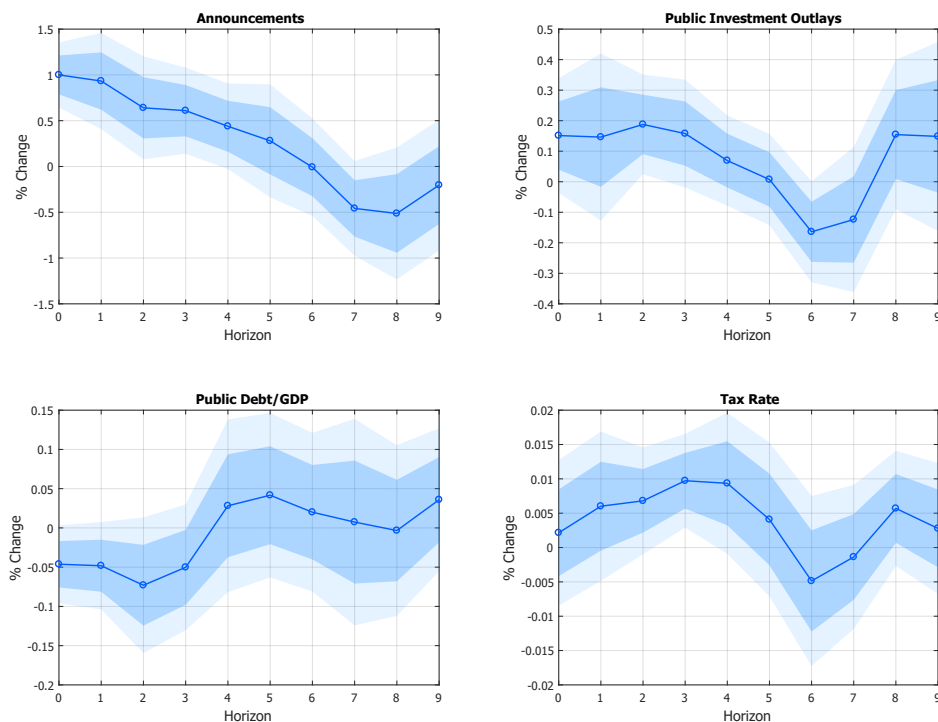 Announcements
% Change
1.5
1
0.5
0
-0.5
-1
-1.5
0 1 2 3 4 5 6 7 8 9
Horizon
Public Investment Outlays
% Change
0.5
0.4
0.3
0.2
0.1
0
-0.1
-0.2
-0.3
-0.4
0 1 2 3 4 5 6 7 8 9
Horizon
Public Debt/GDP
% Change
0.15
0.1
0.05
0
-0.05
-0.1
-0.15
-0.2
0 1 2 3 4 5 6 7 8 9
Horizon
Tax Rate
% Change
0.02
0.015
0.01
0.005
0
-0.005
-0.01
-0.015
-0.02
0 1 2 3 4 5 6 7 8 9
Horizon